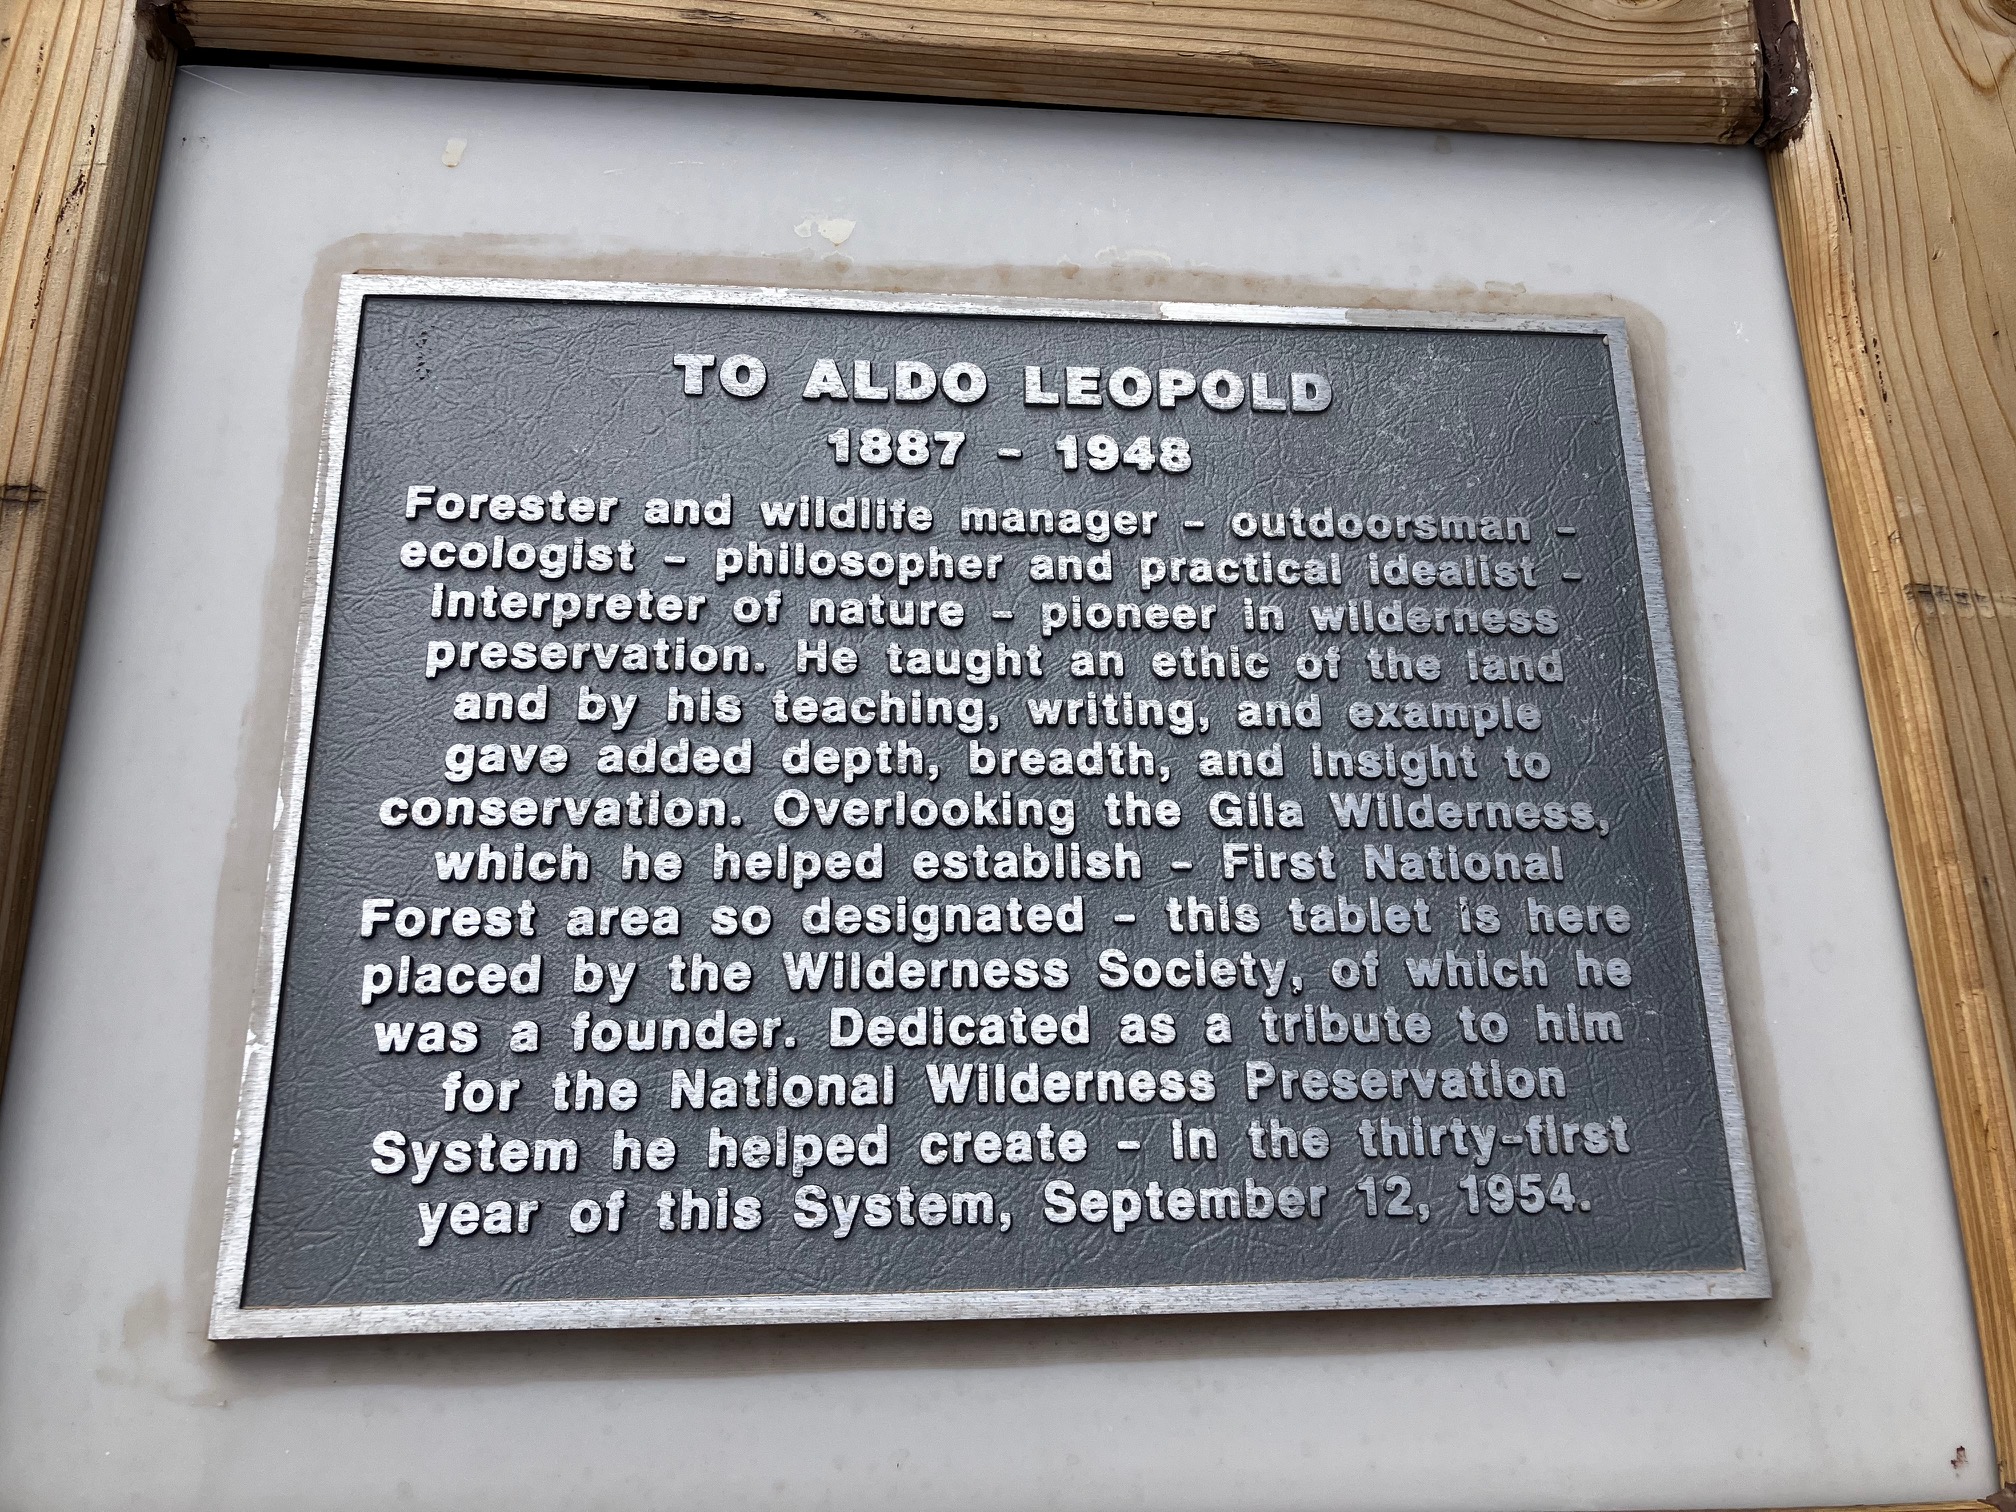 TO ALDO LEOPOLD
1887 - 1948
Forester and wildlife manager - outdoorsman -
ecologist - philosopher and practical idealist -
interpreter of nature - pioneer in wilderness
preservation. He taught an ethic of the land
and by his teaching, writing, and example
gave added depth, breadth, and insight to
conservation. Overlooking the Gila Wilderness,
which he helped establish - First National
Forest area so designated - this tablet is here
placed by the Wilderness Society, of which he
was a founder. Dedicated as a tribute to him
for the National Wilderness Preservation
System he helped create - in the thirty-first
year of this System, September 12, 1954.